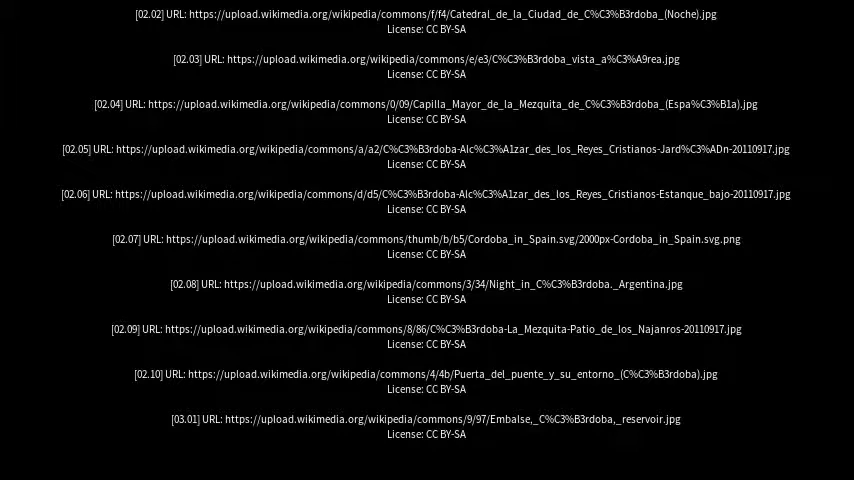 [02.02] URL: https://upload.wikimedia.org/wikipedia/commons/f/f4/Catedral_de_la_Ciudad_de_C%C3%B3rdoba_(Noche).jpg
License: CC BY-SA
[02.03] URL: https://upload.wikimedia.org/wikipedia/commons/e/e3/C%C3%B3rdoba_vista_a%C3%A9rea.jpg
License: CC BY-SA
[02.04] URL: https://upload.wikimedia.org/wikipedia/commons/0/09/Capilla_Mayor_de_la_Mezquita_de_C%C3%B3rdoba_(Espa%C3%B1a).jpg
License: CC BY-SA
[02.05] URL: https://upload.wikimedia.org/wikipedia/commons/a/a2/C%C3%B3rdoba-Alc%C3%A1zar_des_los_Reyes_Cristianos-Jard%C3%ADn-20110917.jpg
License: CC BY-SA
[02.06] URL: https://upload.wikimedia.org/wikipedia/commons/d/d5/C%C3%B3rdoba-Alc%C3%A1zar_des_los_Reyes_Cristianos-Estanque_bajo-20110917.jpg
License: CC BY-SA
[02.07] URL: https://upload.wikimedia.org/wikipedia/commons/thumb/b/b5/Cordoba_in_Spain.svg/2000px-Cordoba_in_Spain.svg.png
License: CC BY-SA
[02.08] URL: https://upload.wikimedia.org/wikipedia/commons/3/34/Night_in_C%C3%B3rdoba._Argentina.jpg
License: CC BY-SA
[02.09] URL: https://upload.wikimedia.org/wikipedia/commons/8/86/C%C3%B3rdoba-La_Mezquita-Patio_de_los_Najanros-20110917.jpg
License: CC BY-SA
[02.10] URL: https://upload.wikimedia.org/wikipedia/commons/4/4b/Puerta_del_puente_y_su_entorno_(C%C3%B3rdoba).jpg
License: CC BY-SA
[03.01] URL: https://upload.wikimedia.org/wikipedia/commons/9/97/Embalse,_C%C3%B3rdoba,_reservoir.jpg
License: CC BY-SA